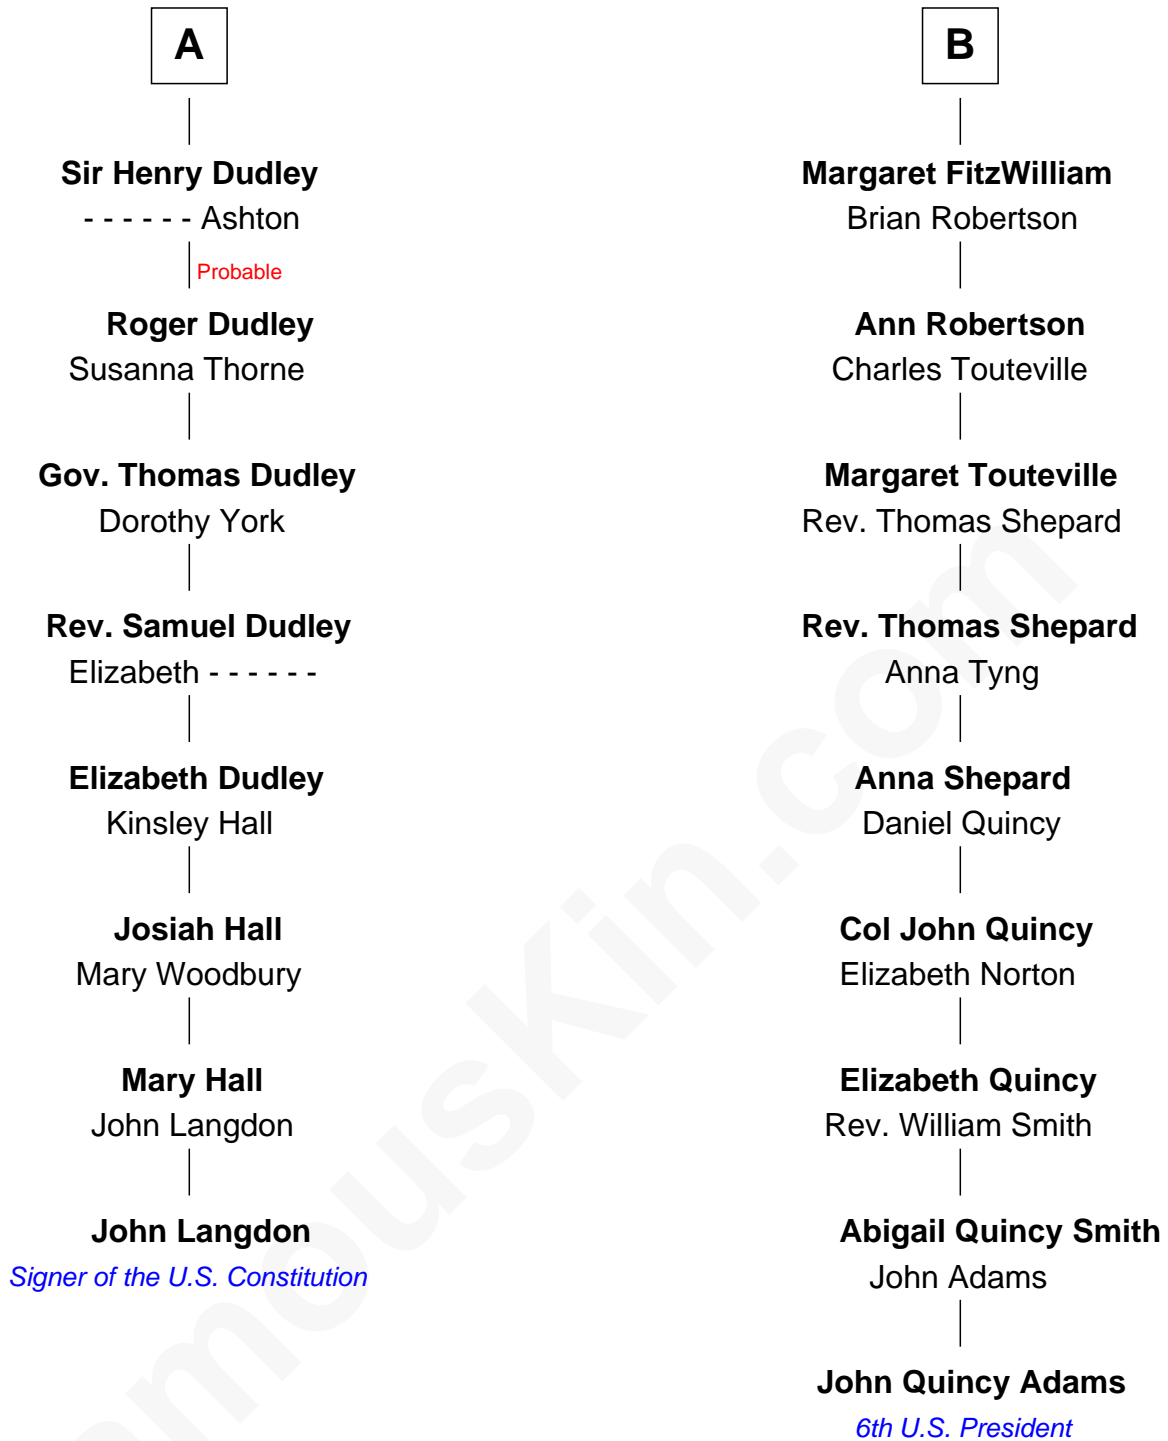 A
Sir Henry Dudley
- - - - - - Ashton
Probable
Roger Dudley
Susanna Thorne
Gov. Thomas Dudley
Dorothy York
Rev. Samuel Dudley
Elizabeth - - - - - -
Elizabeth Dudley
Kinsley Hall
Josiah Hall
Mary Woodbury
Mary Hall
John Langdon
John Langdon
Signer of the U.S. Constitution
B
Margaret FitzWilliam
Brian Robertson
Ann Robertson
Charles Touteville
Margaret Touteville
Rev. Thomas Shepard
Rev. Thomas Shepard
Anna Tyng
Anna Shepard
Daniel Quincy
Col John Quincy
Elizabeth Norton
Elizabeth Quincy
Rev. William Smith
Abigail Quincy Smith
John Adams
John Quincy Adams
6th U.S. President
amousKin.com